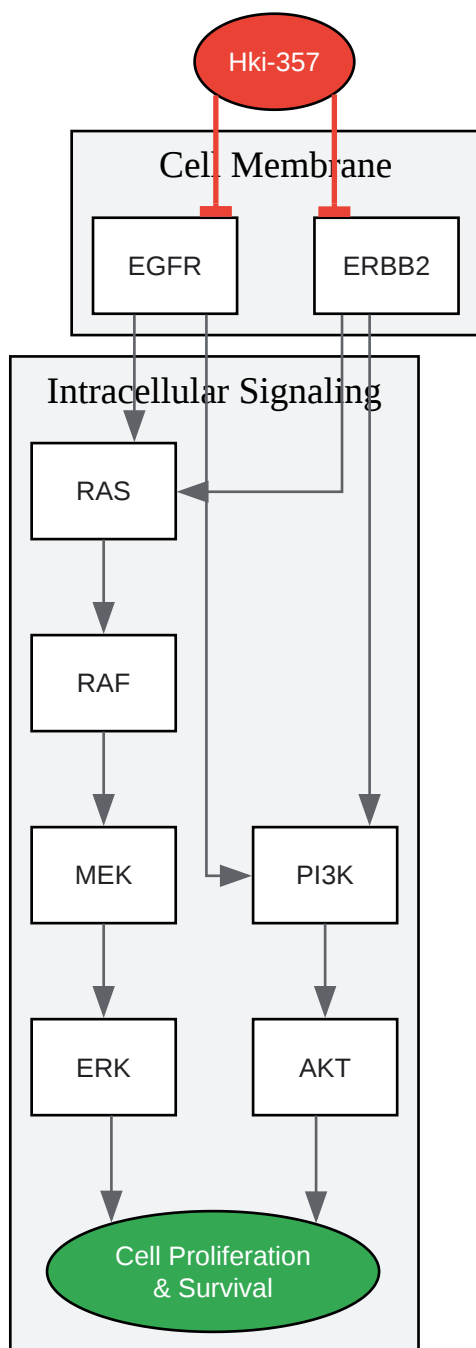 Hki-357
Cell Membrane
EGFR
ERBB2
Intracellular Signaling
RAS
RAF
MEK
PI3K
ERK
AKT
Cell Proliferation
& Survival